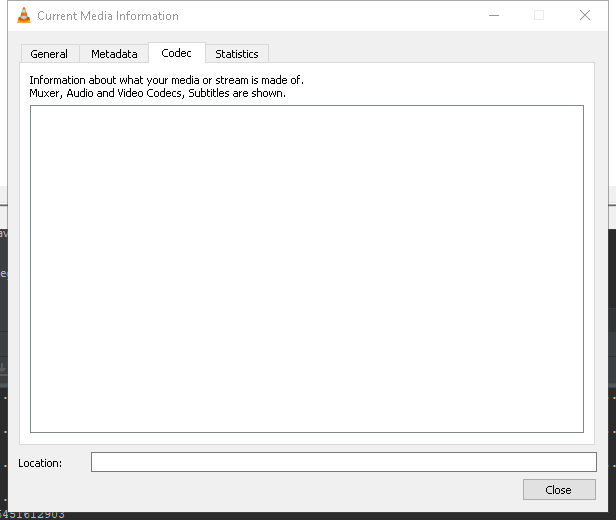 Current Media Information
General
Metadata
Codec
Statistics
Information about what your media or stream is made of.
Muxer, Audio and Video Codecs, Subtitles are shown.
Location:
Close
451612903